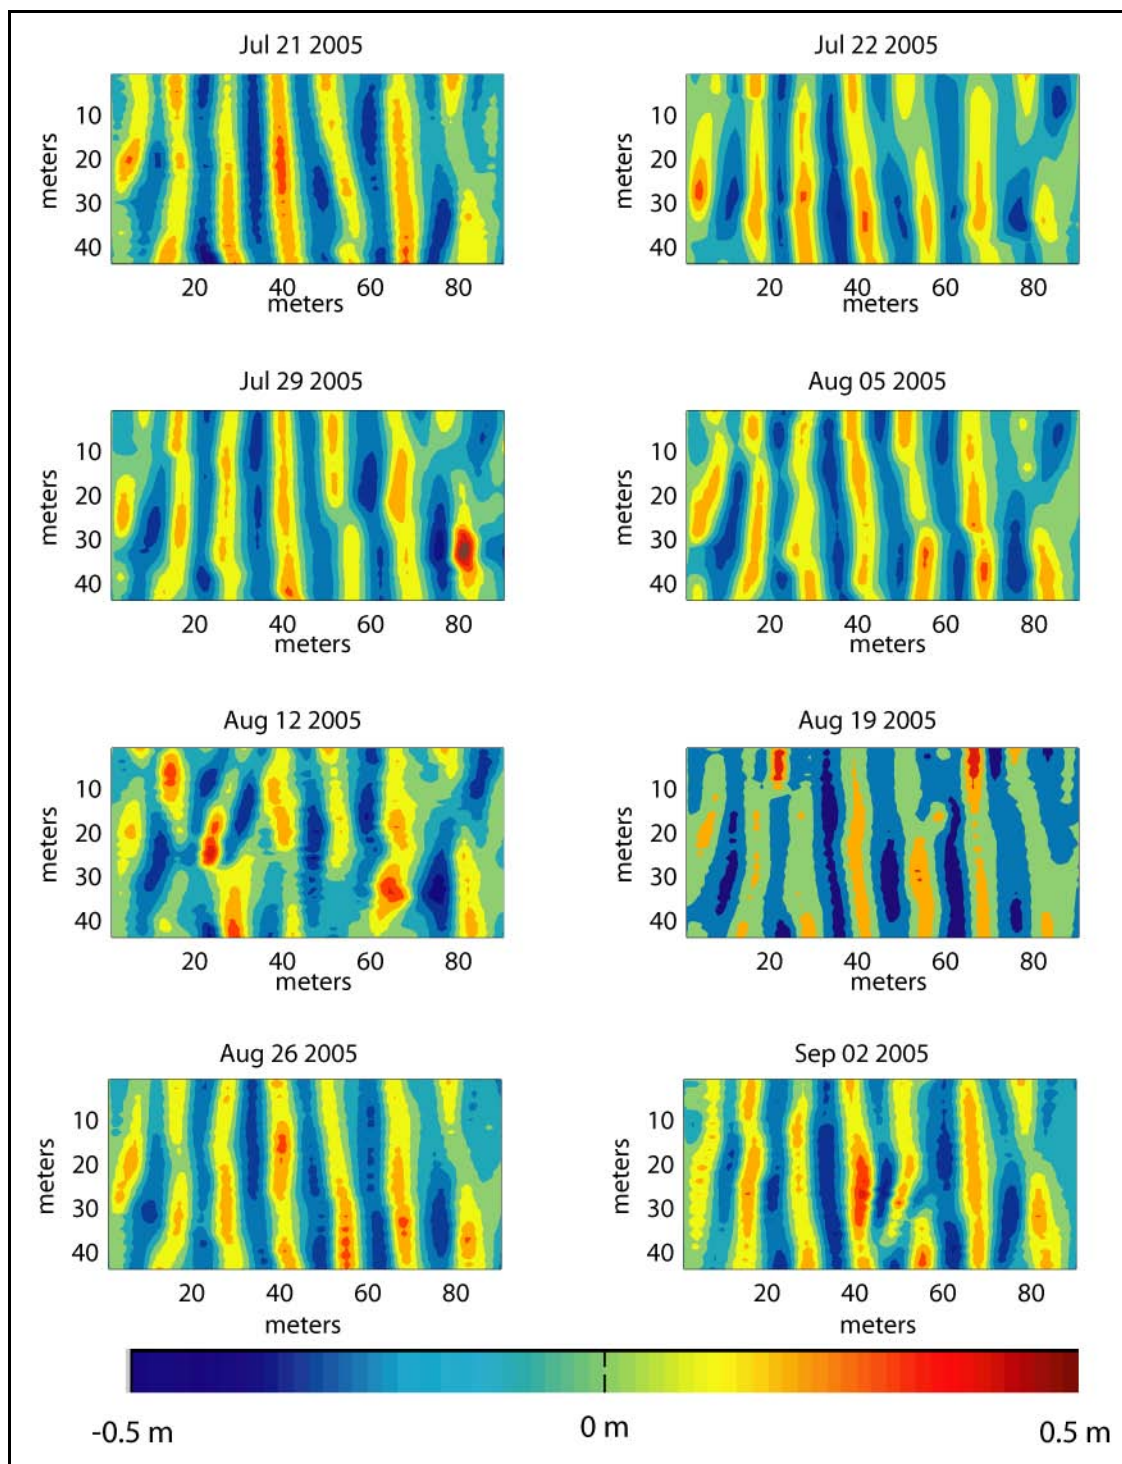 Jul 21 2005
Jul 22 2005
meters
10
20
30
40
20 40 60 80
meters
meters
10
20
30
40
20 40 60 80
meters
Jul 29 2005
Aug 05 2005
meters
10
20
30
40
20 40 60 80
meters
meters
10
20
30
40
20 40 60 80
meters
Aug 12 2005
Aug 19 2005
meters
10
20
30
40
20 40 60 80
meters
meters
10
20
30
40
20 40 60 80
meters
Aug 26 2005
Sep 02 2005
meters
10
20
30
40
20 40 60 80
meters
meters
10
20
30
40
20 40 60 80
meters
-0.5 m 0 m 0.5 m